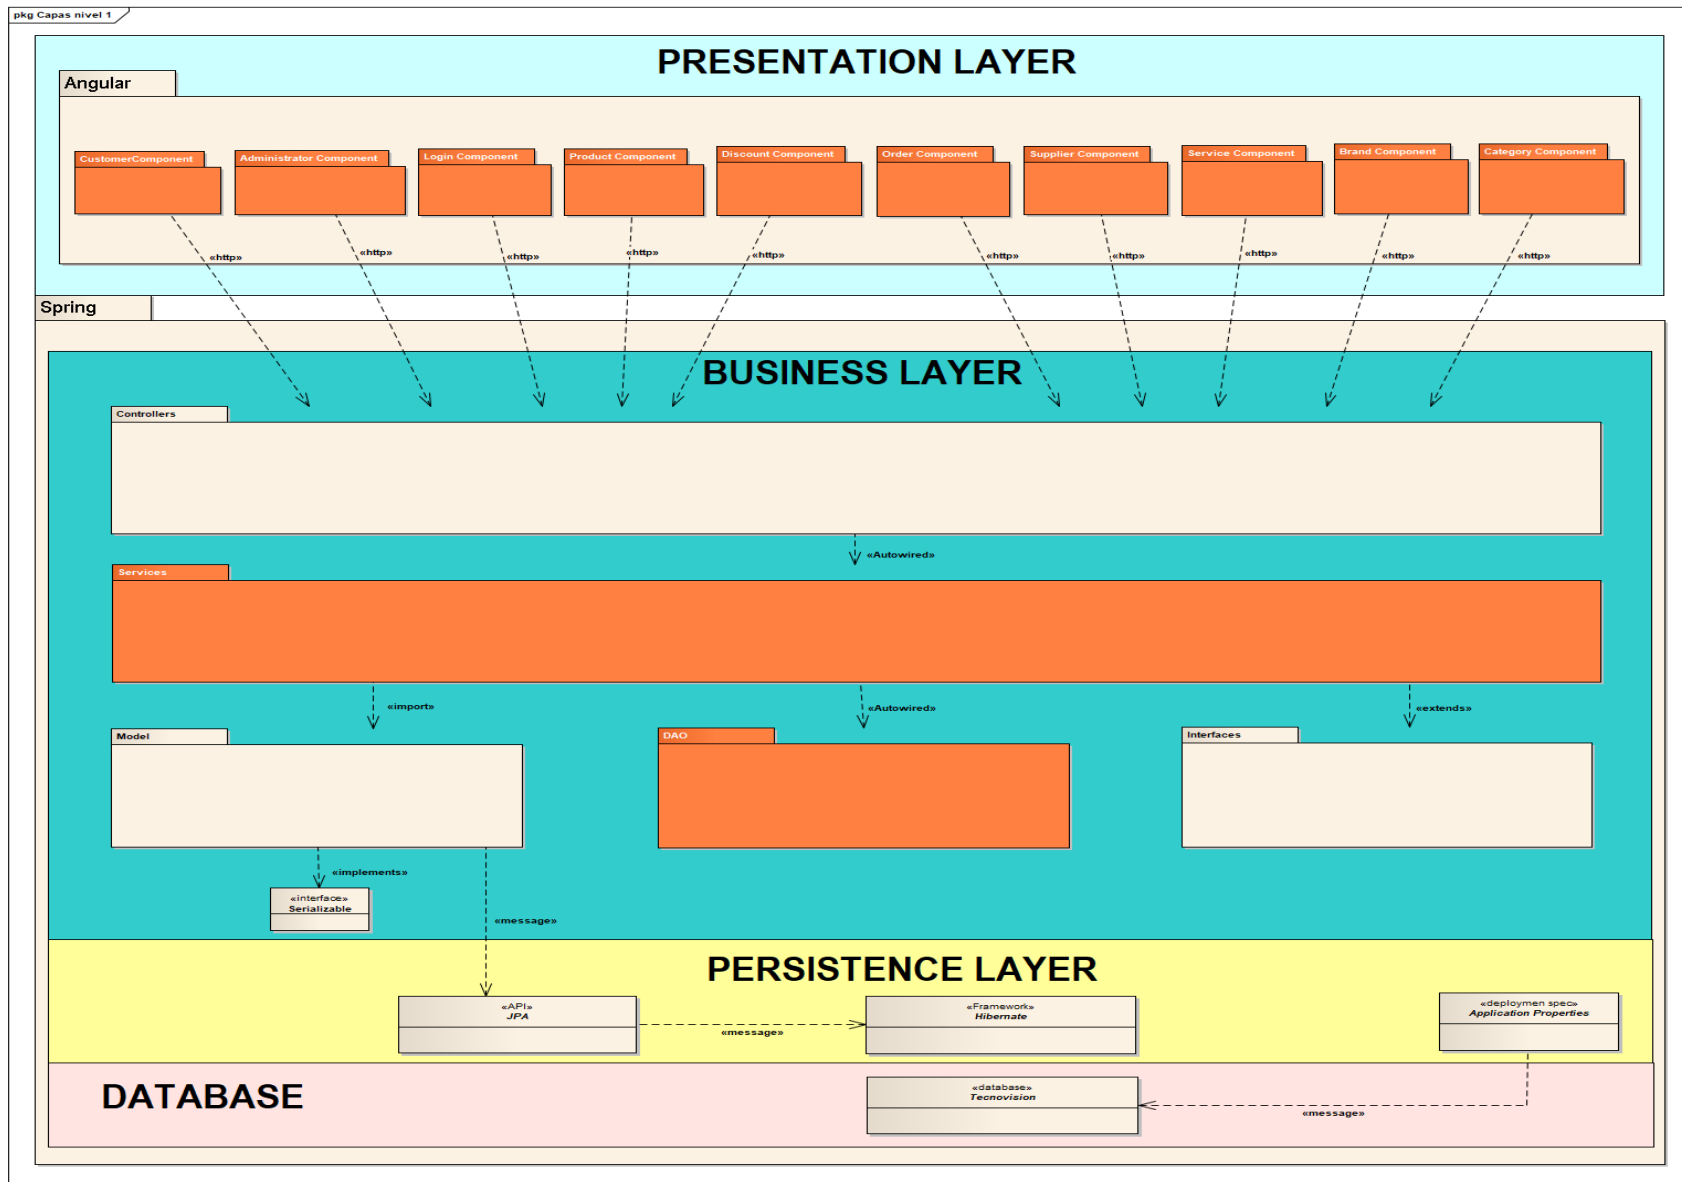 pkg Capas nivel 1
PRESENTATION LAYER
Angular
CustomerComponent
Administrator Component
Login Component
Product Component
Discount Component
Order Component
Supplier Component
Service Component
Brand Component
Category Component
«http»
«http»
«http»
«http»
«http»
«http»
«http»
«http»
«http»
«http»
Spring
BUSINESS LAYER
Controllers
«Autowired»
Services
«import»
«Autowired»
«extends»
Model
DAO
Interfaces
«implements»
«interface»
Serializable
«message»
PERSISTENCE LAYER
«API»
JPA
«message»
«Framework»
Hibernate
«deploymen spec»
Application Properties
DATABASE
«database»
Tecnovision
«message»